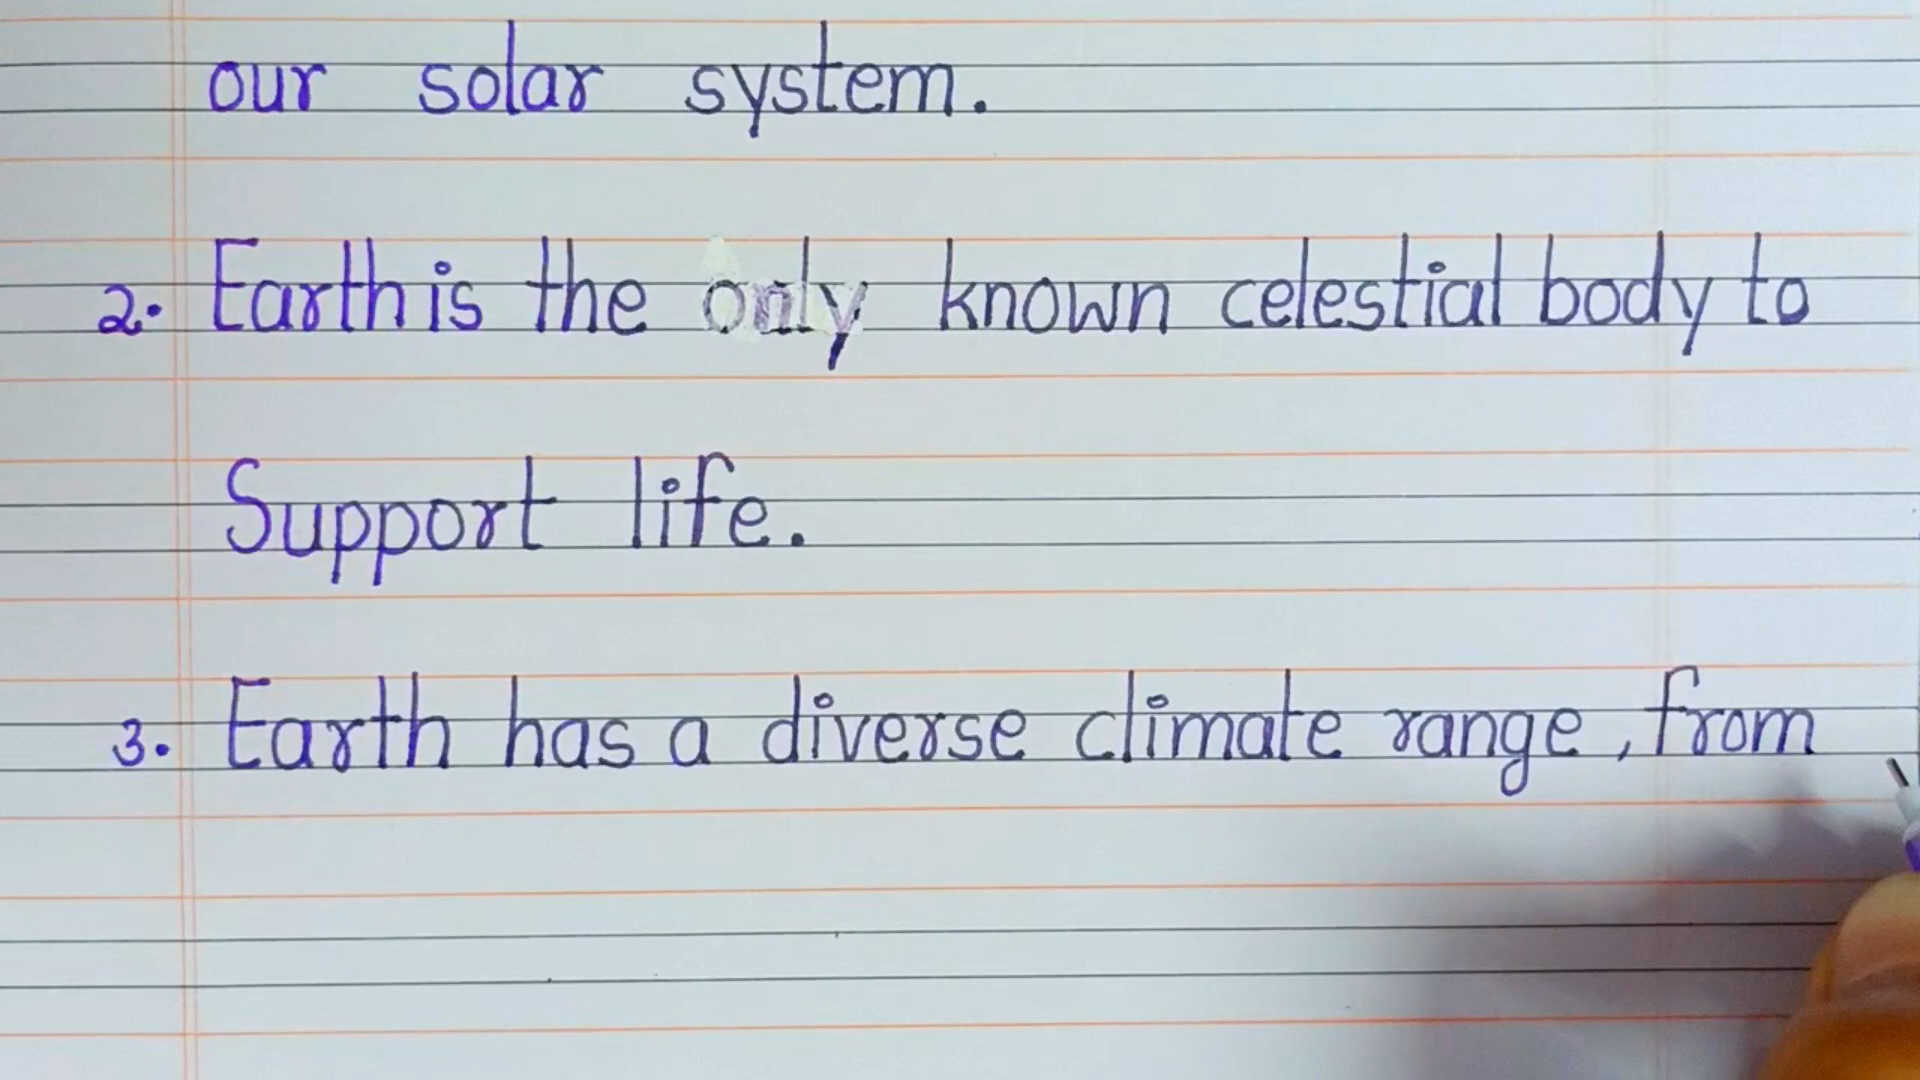 our solar system.
2. Earth is the only known celestial body to
Support life.
3. Earth has a diverse climate range, from